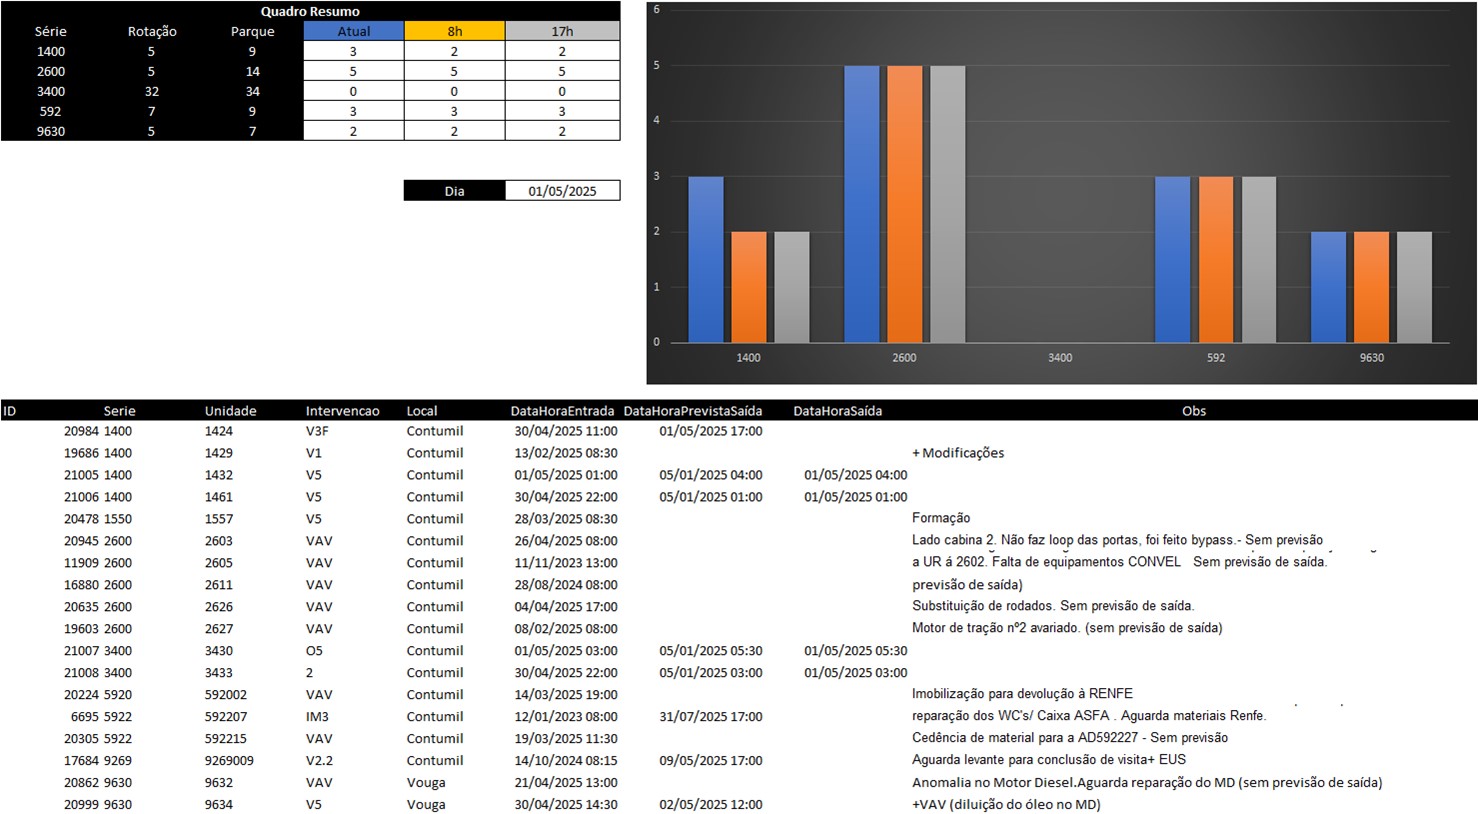 Quadro Resumo
Série Rotação Parque Atual 8h 17h
1400 5 9 3 2 2
2600 5 14 5 5 5
3400 32 34 0 0 0
592 7 9 3 3 3
9630 5 7 2 2 2
Dia 01/05/2025
6
5
4
3
2
1
0
1400 2600 3400 592 9630
ID Serie Unidade Intervencao Local DataHoraEntrada DataHoraPrevistaSaída DataHoraSaída Obs
20984 1400 1424 V3F Contumil 30/04/2025 11:00 01/05/2025 17:00
19686 1400 1429 V1 Contumil 13/02/2025 08:30 + Modificações
21005 1400 1432 V5 Contumil 01/05/2025 01:00 05/01/2025 04:00 01/05/2025 04:00
21006 1400 1461 V5 Contumil 30/04/2025 22:00 05/01/2025 01:00 01/05/2025 01:00
20478 1550 1557 V5 Contumil 28/03/2025 08:30 Formação
20945 2600 2603 VAV Contumil 26/04/2025 08:00 Lado cabina 2. Não faz loop das portas, foi feito bypass.- Sem previsão
11909 2600 2605 VAV Contumil 11/11/2023 13:00 a UR á 2602. Falta de equipamentos CONVEL Sem previsão de saída.
16880 2600 2611 VAV Contumil 28/08/2024 08:00 previsão de saída)
20635 2600 2626 VAV Contumil 04/04/2025 17:00 Substituição de rodados. Sem previsão de saída.
19603 2600 2627 VAV Contumil 08/02/2025 08:00 Motor de tração nº2 avariado. (sem previsão de saída)
21007 3400 3430 O5 Contumil 01/05/2025 03:00 05/01/2025 05:30 01/05/2025 05:30
21008 3400 3433 2 Contumil 30/04/2025 22:00 05/01/2025 03:00 01/05/2025 03:00
20224 5920 592002 VAV Contumil 14/03/2025 19:00 Imobilização para devolução à RENFE
6695 5922 592207 IM3 Contumil 12/01/2023 08:00 31/07/2025 17:00 reparação dos WC's/ Caixa ASFA . Aguarda materiais Renfe.
20305 5922 592215 VAV Contumil 19/03/2025 11:30 Cedência de material para a AD592227 - Sem previsão
17684 9269 9269009 V2.2 Contumil 14/10/2024 08:15 09/05/2025 17:00 Aguarda levante para conclusão de visita+ EUS
20862 9630 9632 VAV Vouga 21/04/2025 13:00 Anomalia no Motor Diesel.Aguarda reparação do MD (sem previsão de saída)
20999 9630 9634 V5 Vouga 30/04/2025 14:30 02/05/2025 12:00 +VAV (diluição do óleo no MD)